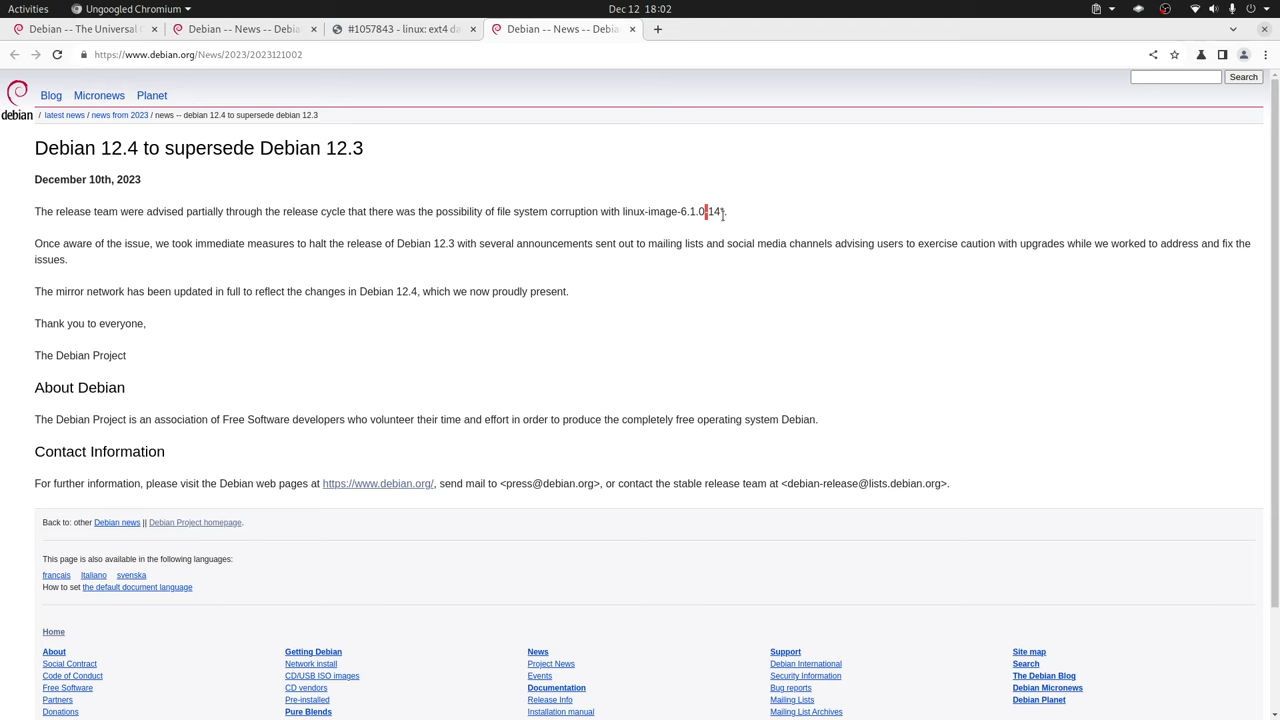 Activities
Dec 12 18:02
Debian -- The Universal
Debian -- News -- Debia
#1057843 - linux: ext4 da
Debian -- News -- Debia
https://www.debian.org/News/2023/2023121002
Search
debian
Blog Micronews Planet
/ latest news / news from 2023 / news -- debian 12.4 to supersede debian 12.3
Debian 12.4 to supersede Debian 12.3
December 10th, 2023
The release team were advised partially through the release cycle that there was the possibility of file system corruption with linux-image-6.1.0-14*.
Once aware of the issue, we took immediate measures to halt the release of Debian 12.3 with several announcements sent out to mailing lists and social media channels advising users to exercise caution with upgrades while we worked to address and fix the
issues.
The mirror network has been updated in full to reflect the changes in Debian 12.4, which we now proudly present.
Thank you to everyone,
The Debian Project
About Debian
The Debian Project is an association of Free Software developers who volunteer their time and effort in order to produce the completely free operating system Debian.
Contact Information
For further information, please visit the Debian web pages at https://www.debian.org/, send mail to <press@debian.org>, or contact the stable release team at <debian-release@lists.debian.org>.
Back to: other Debian news || Debian Project homepage.
This page is also available in the following languages:
français Italiano svenska
How to set the default document language
Home
About Getting Debian News Support Site map
Social Contract Network install Project News Debian International Search
Code of Conduct CD/USB ISO images Events Security Information The Debian Blog
Free Software CD vendors Documentation Bug reports Debian Micronews
Partners Pre-installed Release Info Mailing Lists Debian Planet
Donations Pure Blends Installation manual Mailing List Archives